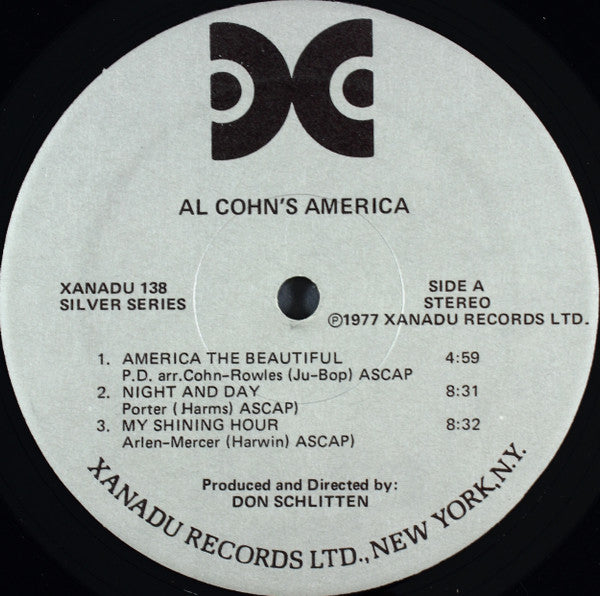 AL COHN'S AMERICA
XANADU 138
SILVER SERIES
SIDE A
STEREO
℗1977 XANADU RECORDS LTD.
1. AMERICA THE BEAUTIFUL 4:59
P.D. arr.Cohn-Rowles (Ju-Bop) ASCAP
2. NIGHT AND DAY 8:31
Porter (Harms) ASCAP)
3. MY SHINING HOUR 8:32
Arlen-Mercer (Harwin) ASCAP)
Produced and Directed by:
DON SCHLITTEN
XANADU RECORDS LTD., NEW YORK, N.Y.